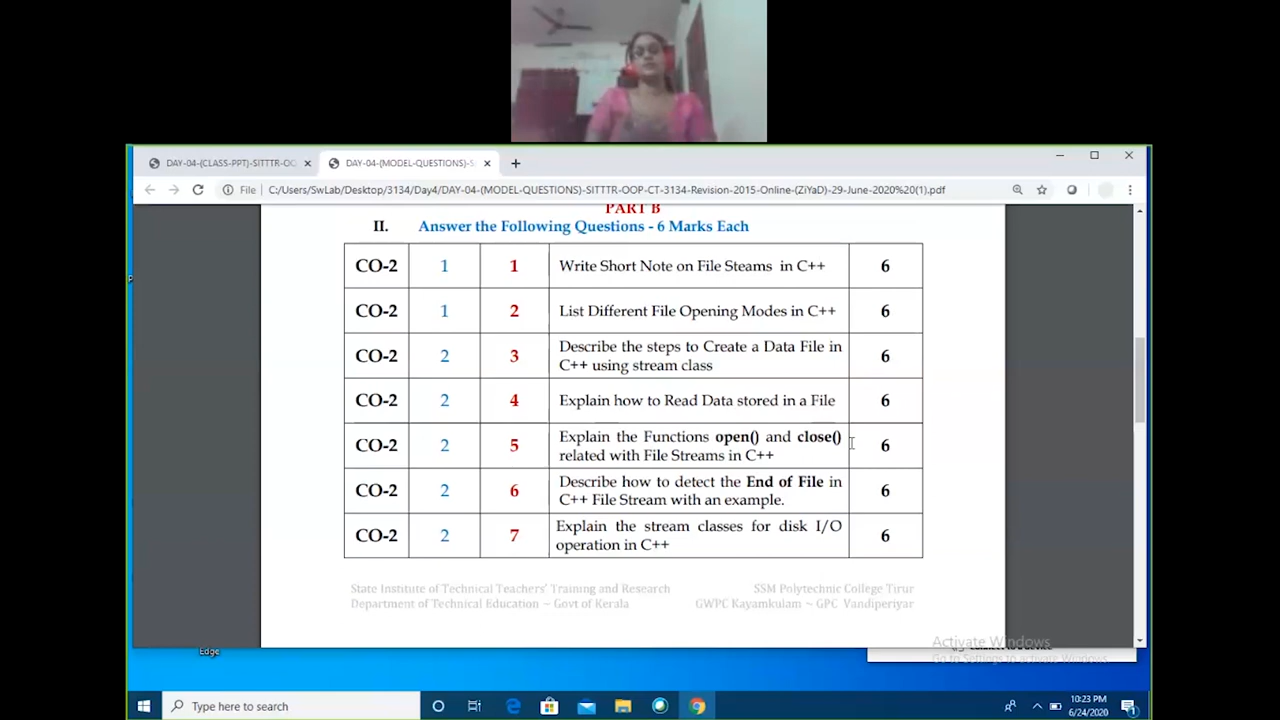 DAY-04-(CLASS-PPT)-SITTTR-OO
DAY-04-(MODEL-QUESTIONS)-S
File | C:/Users/SwLab/Desktop/3134/Day4/DAY-04-(MODEL-QUESTIONS)-SITTTR-OOP-CT-3134-Revision-2015-Online-(ZiYaD)-29-June-2020%20(1).pdf
PART B
II. Answer the Following Questions - 6 Marks Each
CO-2 1 1 Write Short Note on File Steams in C++ 6
CO-2 1 2 List Different File Opening Modes in C++ 6
CO-2 2 3 Describe the steps to Create a Data File in
C++ using stream class 6
CO-2 2 4 Explain how to Read Data stored in a File 6
CO-2 2 5 Explain the Functions open() and close()
related with File Streams in C++ 6
CO-2 2 6 Describe how to detect the End of File in
C++ File Stream with an example. 6
CO-2 2 7 Explain the stream classes for disk I/O
operation in C++ 6
State Institute of Technical Teachers' Training and Research SSM Polytechnic College Tirur
Department of Technical Education ~ Govt of Kerala GWPC Kayamkulam ~ GPC Vandiperiyar
Activate Windows
Go to Settings to activate Windows.
Edge
Type here to search
10:23 PM
6/24/2020